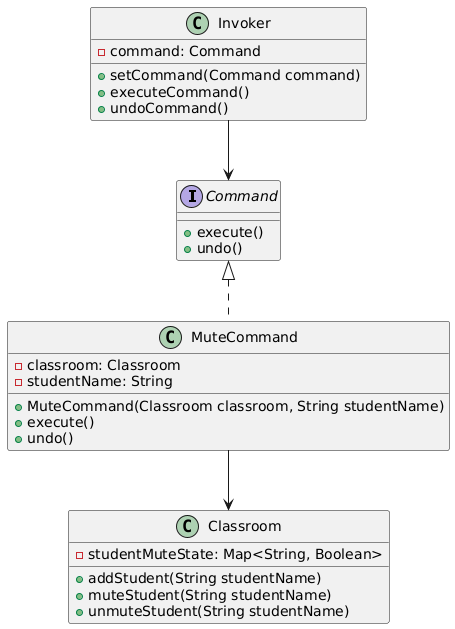 C Invoker
command: Command
setCommand(Command command)
executeCommand()
undoCommand()
I Command
execute()
undo()
C MuteCommand
classroom: Classroom
studentName: String
MuteCommand(Classroom classroom, String studentName)
execute()
undo()
C Classroom
studentMuteState: Map<String, Boolean>
addStudent(String studentName)
muteStudent(String studentName)
unmuteStudent(String studentName)